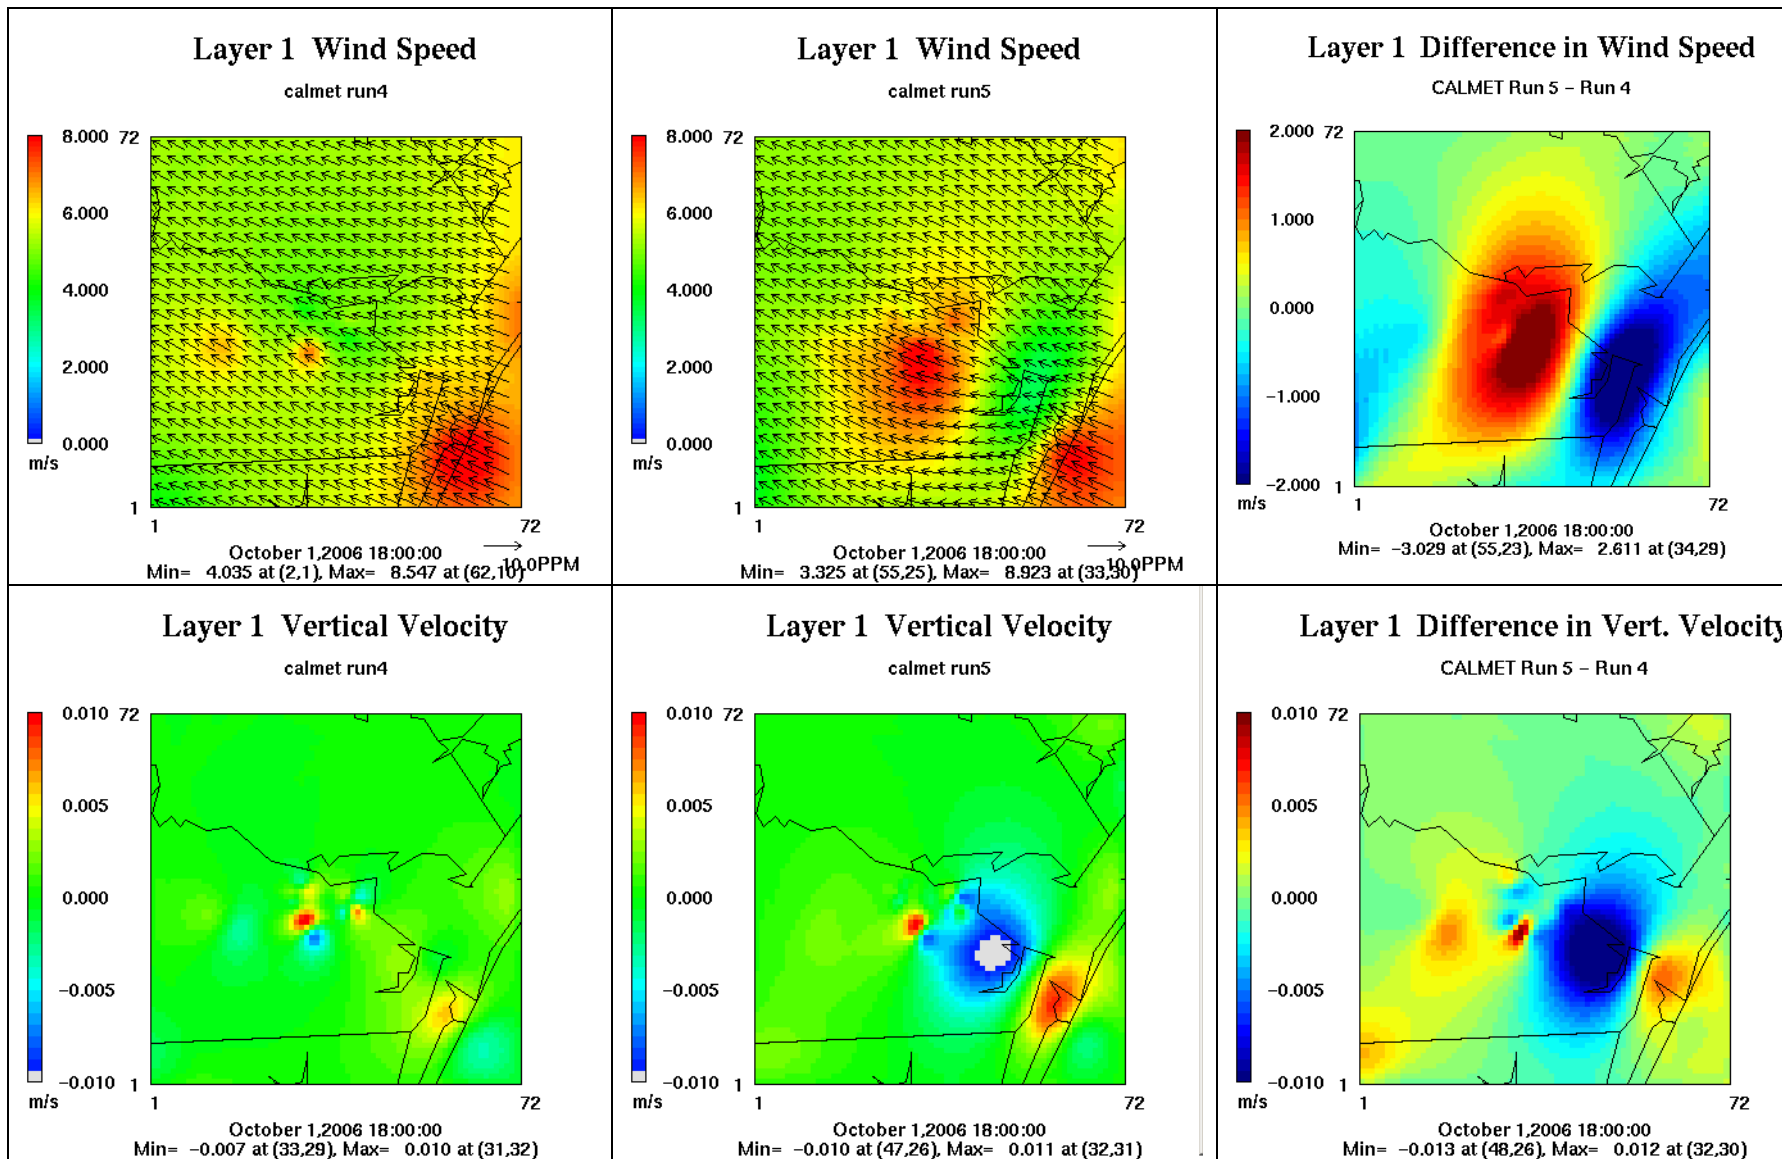 Layer 1 Wind Speed
calmet run4
8.000
6.000
4.000
2.000
0.000
m/s
72
1
1
72
October 1,2006 18:00:00
10.0PPM
Min= 4.035 at (2,1), Max= 8.547 at (62,10)
Layer 1 Wind Speed
calmet run5
8.000
6.000
4.000
2.000
0.000
m/s
72
1
1
72
October 1,2006 18:00:00
10.0PPM
Min= 3.325 at (55,25), Max= 8.923 at (33,30)
Layer 1 Difference in Wind Speed
CALMET Run 5 – Run 4
2.000
1.000
0.000
−1.000
−2.000
m/s
72
1
1
72
October 1,2006 18:00:00
Min= −3.029 at (55,23), Max= 2.611 at (34,29)
Layer 1 Vertical Velocity
calmet run4
0.010
0.005
0.000
−0.005
−0.010
m/s
72
1
1
72
October 1,2006 18:00:00
Min= −0.007 at (33,29), Max= 0.010 at (31,32)
Layer 1 Vertical Velocity
calmet run5
0.010
0.005
0.000
−0.005
−0.010
m/s
72
1
1
72
October 1,2006 18:00:00
Min= −0.010 at (47,26), Max= 0.011 at (32,31)
Layer 1 Difference in Vert. Velocity
CALMET Run 5 – Run 4
0.010
0.005
0.000
−0.005
−0.010
m/s
72
1
1
72
October 1,2006 18:00:00
Min= −0.013 at (48,26), Max= 0.012 at (32,30)